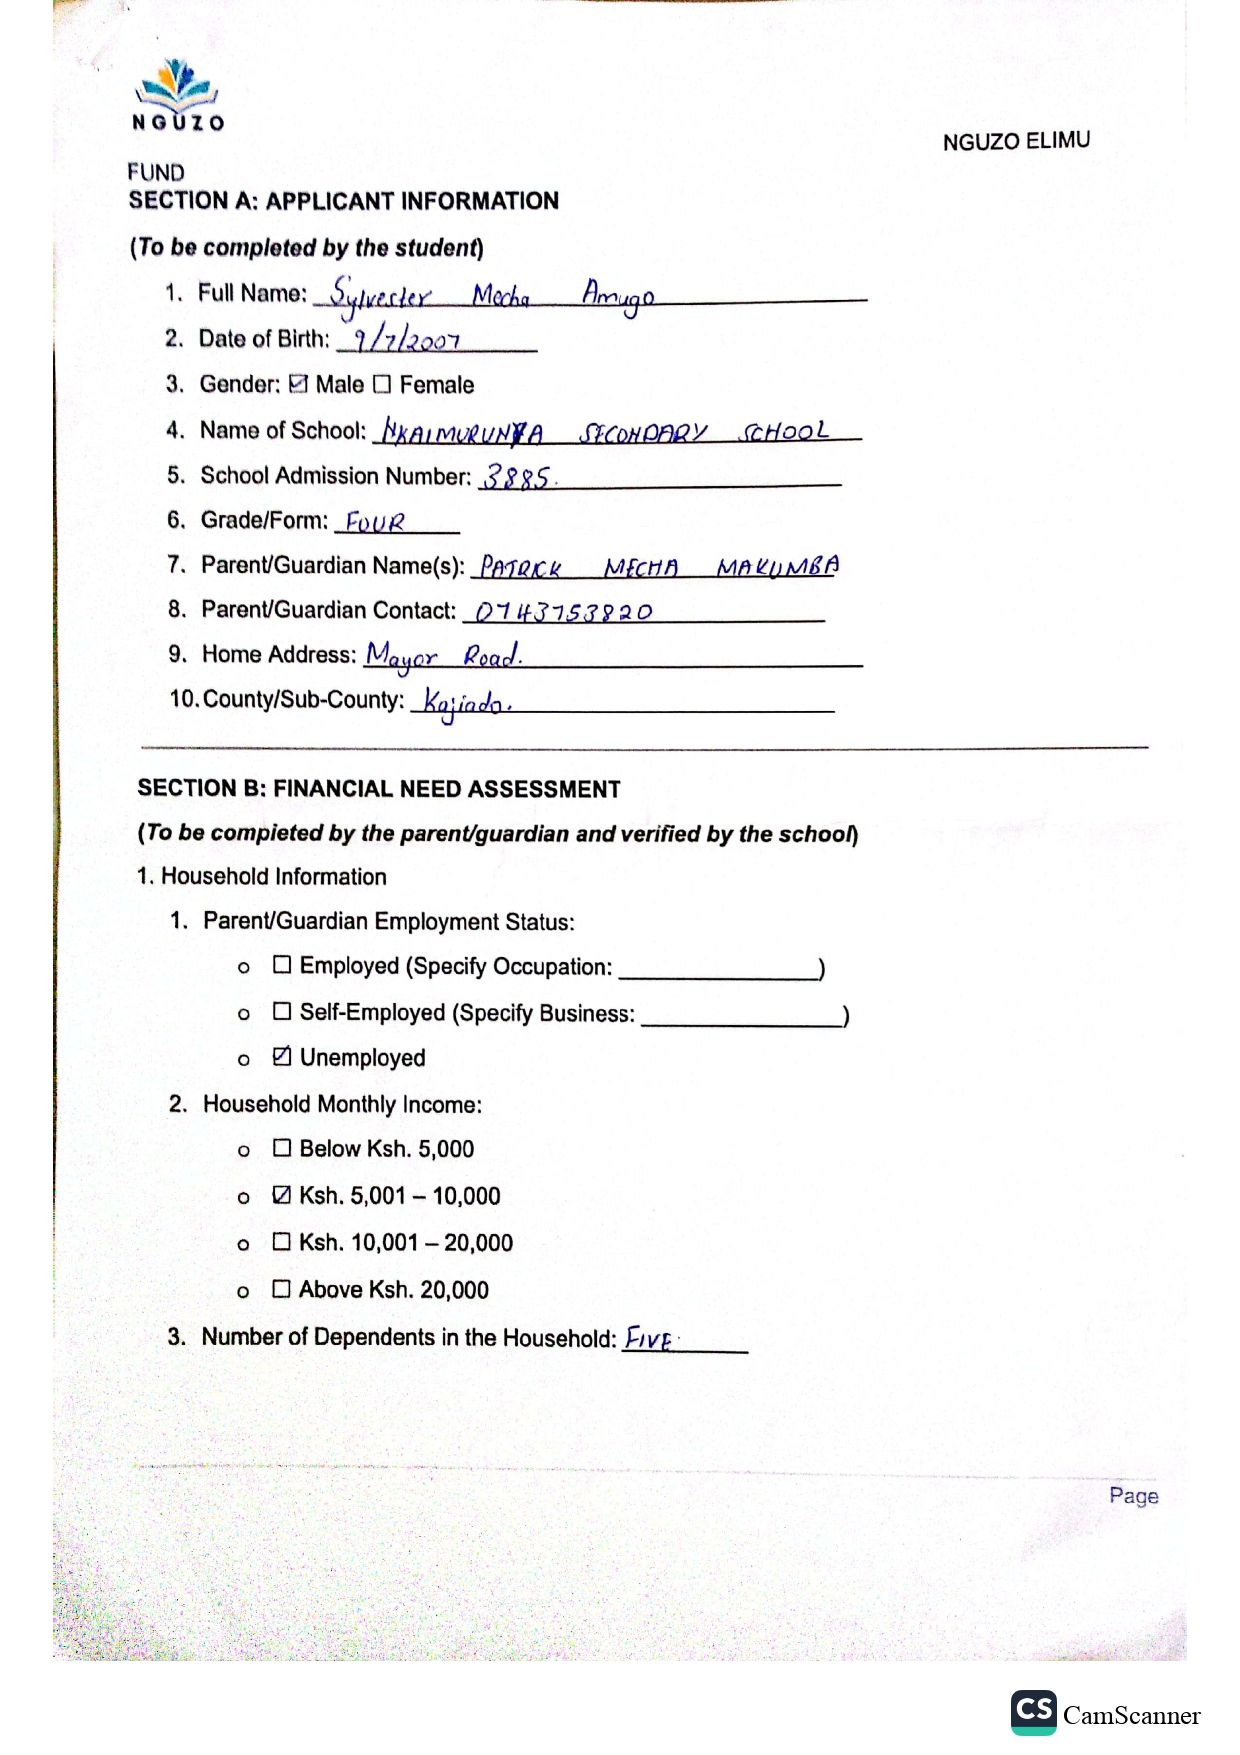 NGUZO
NGUZO ELIMU
FUND
SECTION A: APPLICANT INFORMATION
(To be completed by the student)
1. Full Name: Sylvester Mecha Amugo
2. Date of Birth: 9/7/2007
3. Gender: ☑ Male ☐ Female
4. Name of School: NKAIMURUNYA SECONDARY SCHOOL
5. School Admission Number: 3885.
6. Grade/Form: FOUR
7. Parent/Guardian Name(s): PATRICK MECHA MAKUMBA
8. Parent/Guardian Contact: 0743753820
9. Home Address: Mayor Road.
10. County/Sub-County: Kajiado.
SECTION B: FINANCIAL NEED ASSESSMENT
(To be completed by the parent/guardian and verified by the school)
1. Household Information
1. Parent/Guardian Employment Status:
o ☐ Employed (Specify Occupation: ________________)
o ☐ Self-Employed (Specify Business: ________________)
o ☑ Unemployed
2. Household Monthly Income:
o ☐ Below Ksh. 5,000
o ☑ Ksh. 5,001 – 10,000
o ☐ Ksh. 10,001 – 20,000
o ☐ Above Ksh. 20,000
3. Number of Dependents in the Household: FIVE
Page
CS CamScanner